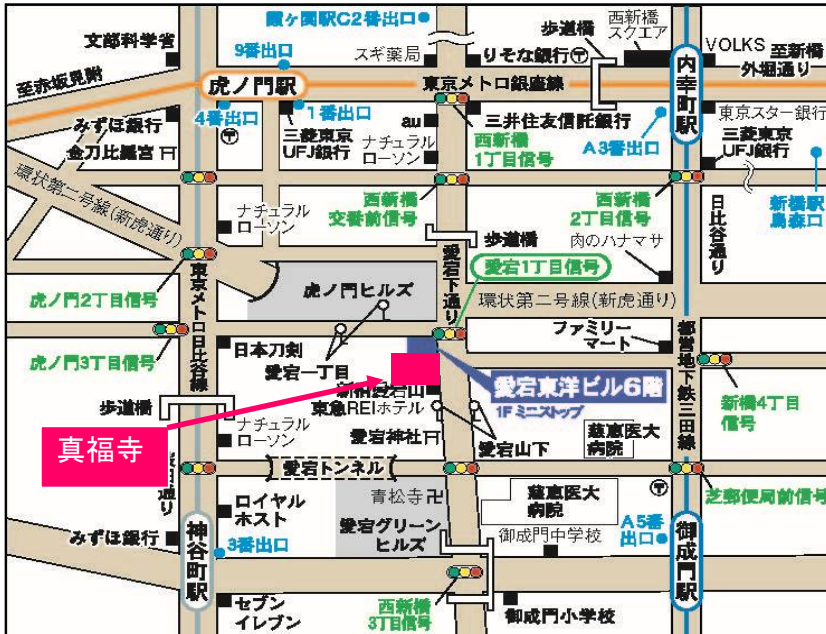 霞ヶ関駅C2番出口
文部科学省
9番出口
スギ薬局
りそな銀行〒
歩道橋
西新橋
スクエア
VOLKS
至新橋
外堀通り
至赤坂見附
虎ノ門駅
東京メトロ銀座線
内幸町駅
みずほ銀行
4番出口
〒
1番出口
au
三井住友信託銀行
東京スター銀行
金刀比羅宮
三菱東京
UFJ銀行
ナチュラル
ローソン
西新橋
1丁目信号
A3番出口
三菱東京
UFJ銀行
環状第二号線(新虎通り)
ナチュラル
ローソン
西新橋
交番前信号
西新橋
2丁目信号
日比谷通り
新橋駅
烏森口
歩道橋
肉のハナマサ
愛宕下通り
愛宕1丁目信号
虎ノ門2丁目信号
東京メトロ日比谷線
虎ノ門ヒルズ
環状第二号線(新虎通り)
虎ノ門3丁目信号
日本刀剣
愛宕一丁目
ファミリー
マート
都営地下鉄三田線
愛宕東洋ビル6階
1F ミニストップ
新橋4丁目
信号
歩道橋
東急REIホテル
真福寺
ナチュラル
ローソン
愛宕神社
愛宕山下
慈恵医大
病院
愛宕トンネル
通り
青松寺卍
慈恵医大
病院
〒
芝郵便局前信号
みずほ銀行
神谷町駅
ロイヤル
ホスト
3番出口
愛宕グリーン
ヒルズ
御成門中学校
A5番
出口
御成門駅
セブン
イレブン
西新橋
3丁目信号
御成門小学校